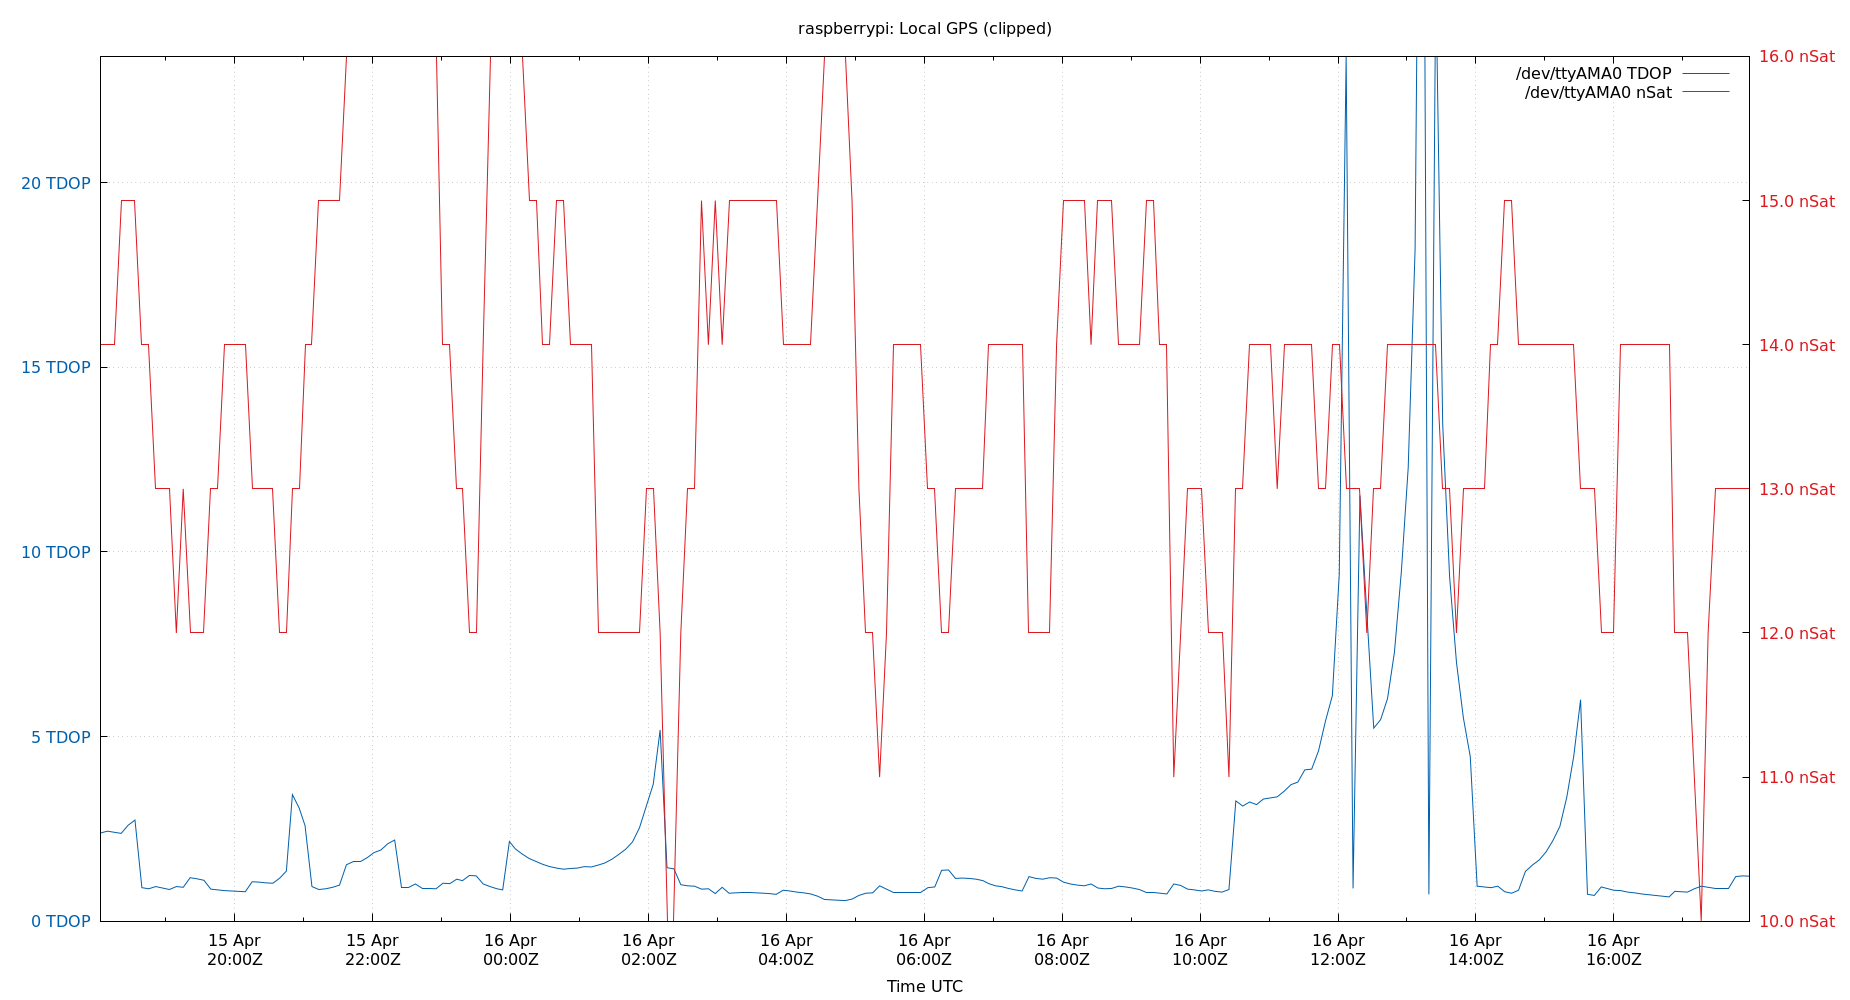 raspberrypi: Local GPS (clipped)
16.0 nSat
/dev/ttyAMA0 TDOP
/dev/ttyAMA0 nSat
20 TDOP
15.0 nSat
14.0 nSat
15 TDOP
13.0 nSat
10 TDOP
12.0 nSat
5 TDOP
11.0 nSat
0 TDOP
10.0 nSat
15 Apr 15 Apr 16 Apr 16 Apr 16 Apr 16 Apr 16 Apr 16 Apr 16 Apr 16 Apr 16 Apr
20:00Z 22:00Z 00:00Z 02:00Z 04:00Z 06:00Z 08:00Z 10:00Z 12:00Z 14:00Z 16:00Z
Time UTC